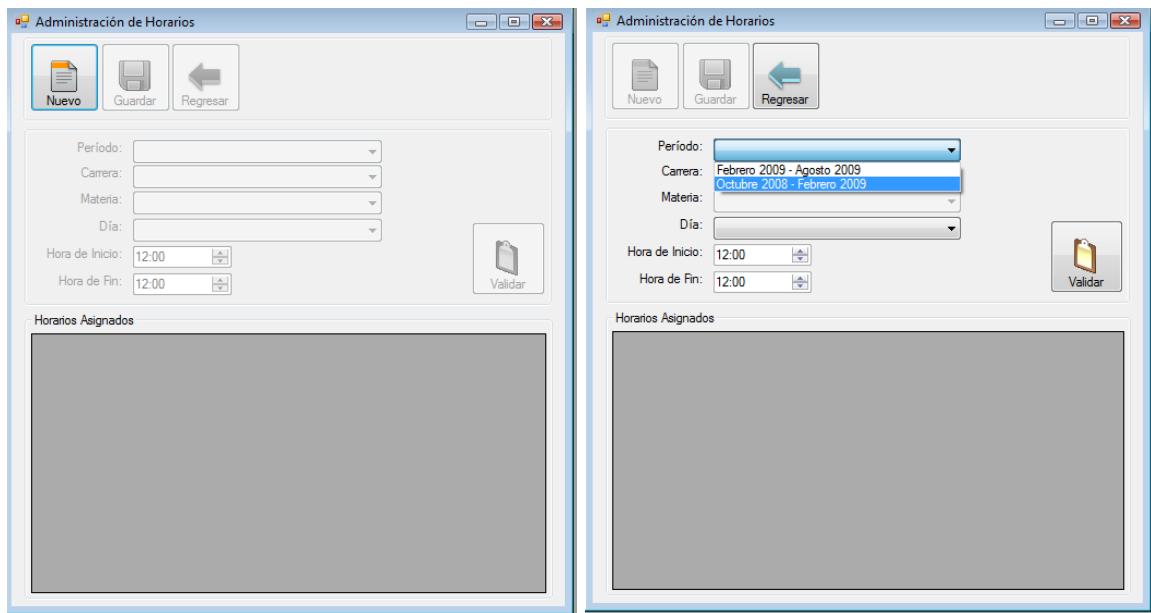 Administración de Horarios
Nuevo Guardar Regresar
Período:
Carrera:
Materia:
Día:
Hora de Inicio: 12:00
Hora de Fin: 12:00
Validar
Horarios Asignados
Administración de Horarios
Nuevo Guardar Regresar
Período:
Carrera: Febrero 2009 - Agosto 2009
Octubre 2008 - Febrero 2009
Materia:
Día:
Hora de Inicio: 12:00
Hora de Fin: 12:00
Validar
Horarios Asignados